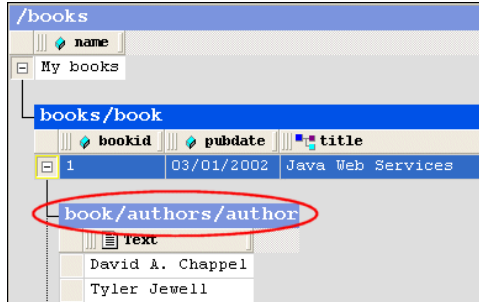 /books
name
My books
books/book
bookid pubdate title
1 03/01/2002 Java Web Services
book/authors/author
Text
David A. Chappel
Tyler Jewell